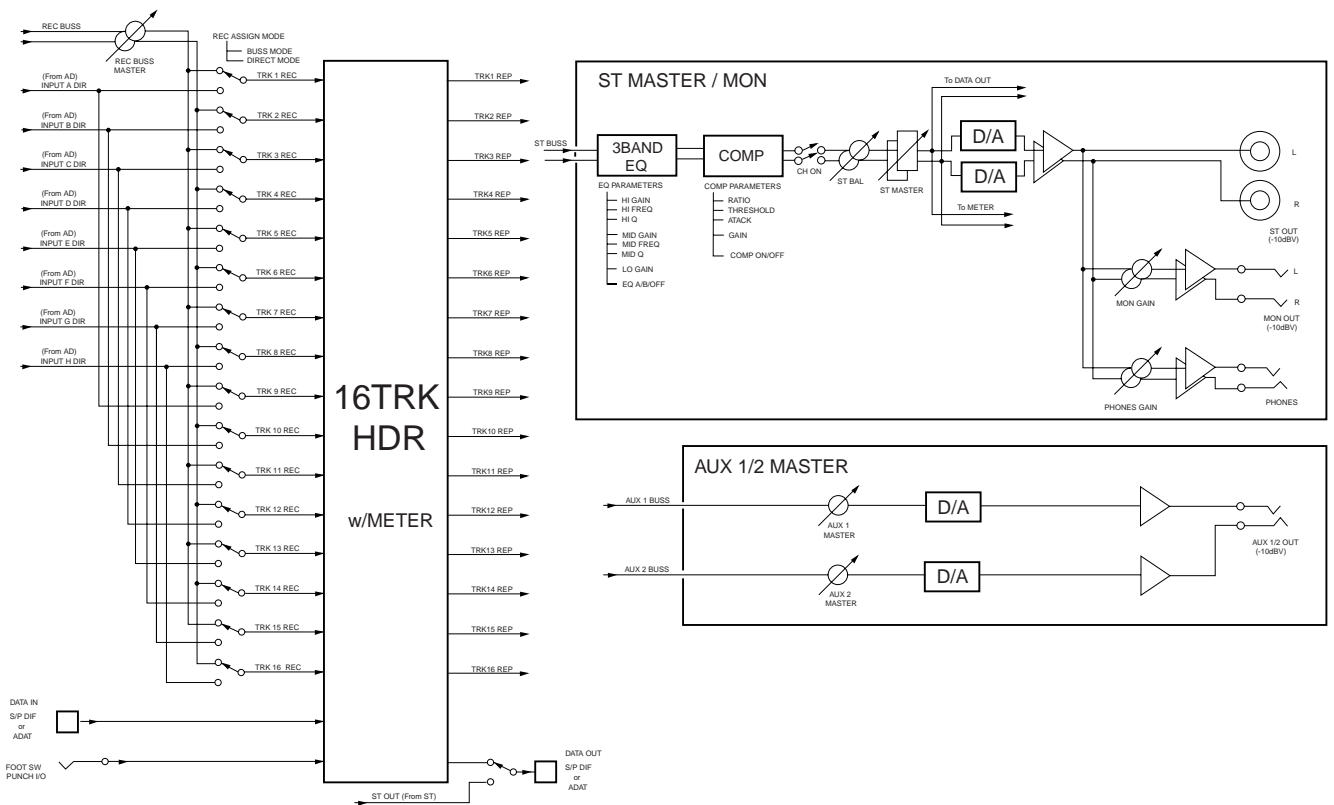 REC BUSS
REC BUSS
MASTER
REC ASSIGN MODE
BUSS MODE
DIRECT MODE
(From AD)
INPUT A DIR
(From AD)
INPUT B DIR
(From AD)
INPUT C DIR
(From AD)
INPUT D DIR
(From AD)
INPUT E DIR
(From AD)
INPUT F DIR
(From AD)
INPUT G DIR
(From AD)
INPUT H DIR
TRK 1 REC
TRK 2 REC
TRK 3 REC
TRK 4 REC
TRK 5 REC
TRK 6 REC
TRK 7 REC
TRK 8 REC
TRK 9 REC
TRK 10 REC
TRK 11 REC
TRK 12 REC
TRK 13 REC
TRK 14 REC
TRK 15 REC
TRK 16 REC
DATA IN
S/P DIF
or
ADAT
FOOT SW
PUNCH I/O
16TRK
HDR
w/METER
TRK1 REP
TRK2 REP
TRK3 REP
TRK4 REP
TRK5 REP
TRK6 REP
TRK7 REP
TRK8 REP
TRK9 REP
TRK10 REP
TRK11 REP
TRK12 REP
TRK13 REP
TRK14 REP
TRK15 REP
TRK16 REP
DATA OUT
S/P DIF
or
ADAT
ST OUT (From ST)
ST MASTER / MON
ST BUSS
3BAND
EQ
EQ PARAMETERS
HI GAIN
HI FREQ
HI Q
MID GAIN
MID FREQ
MID Q
LO GAIN
EQ A/B/OFF
COMP
COMP PARAMETERS
RATIO
THRESHOLD
ATACK
GAIN
COMP ON/OFF
CH ON
ST BAL
ST MASTER
To DATA OUT
D/A
D/A
To METER
L
R
ST OUT
(-10dBV)
MON GAIN
L
R
MON OUT
(-10dBV)
PHONES GAIN
PHONES
AUX 1/2 MASTER
AUX 1 BUSS
AUX 1
MASTER
D/A
AUX 2 BUSS
AUX 2
MASTER
D/A
AUX 1/2 OUT
(-10dBV)